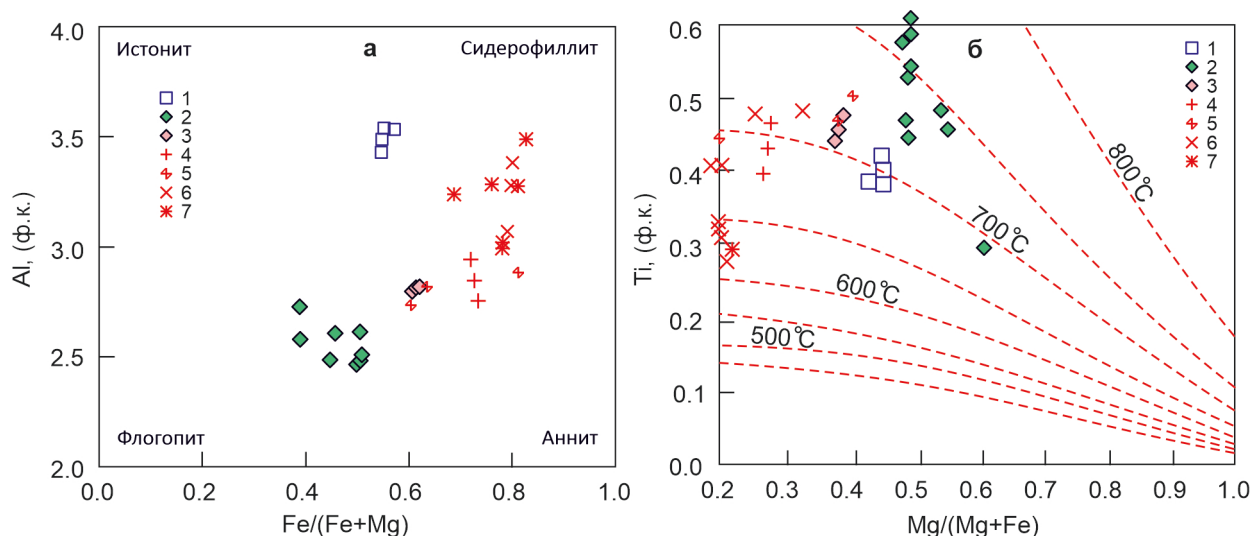 а
Истонит
Сидерофиллит
1
2
3
4
5
6
7
Флогопит
Аннит
4.0
3.5
3.0
2.5
2.0
Al, (ф.к.)
0.0
0.2
0.4
0.6
0.8
1.0
Fe/(Fe+Mg)
б
1
2
3
4
5
6
7
800°C
700°C
600°C
500°C
0.6
0.5
0.4
0.3
0.2
0.1
0.0
Ti, (ф.к.)
0.2
0.3
0.4
0.5
0.6
0.7
0.8
0.9
1.0
Mg/(Mg+Fe)